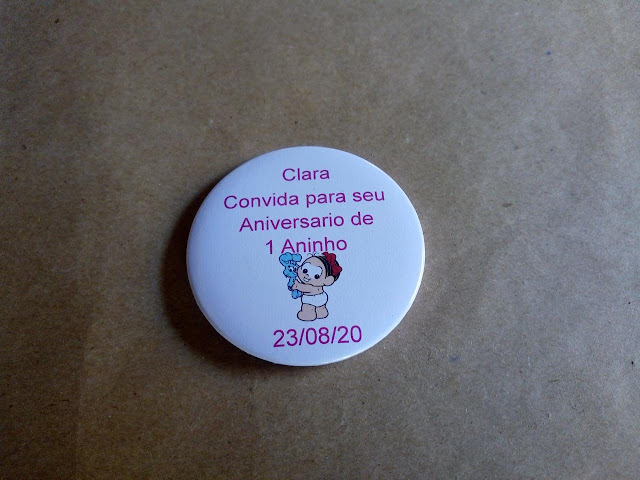 Clara
Convida para seu
Aniversario de
1 Aninho
23/08/20